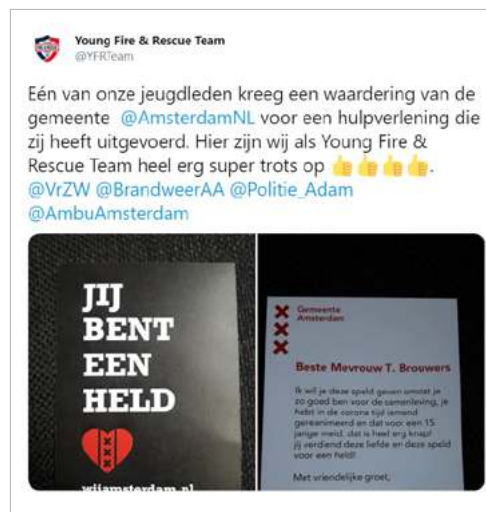 Young Fire & Rescue Team
@YFRTeam
Eén van onze jeugdleden kreeg een waardering van de
gemeente @AmsterdamNL voor een hulpverlening die
zij heeft uitgevoerd. Hier zijn wij als Young Fire &
Rescue Team heel erg super trots op 👍👍👍👍.
@VrZW @BrandweerAA @Politie_Adam
@AmbuAmsterdam
JIJ
BENT
EEN
HELD
wijamsterdam.nl
Gemeente
Amsterdam
Beste Mevrouw T. Brouwers
Ik wil je deze speld geven omdat je
zo goed ben voor de samenleving, je
hebt in de corona tijd iemand
gereanimeerd en dat voor een 15
jarige meid, dat is heel erg knap!
jij verdiend deze liefde en deze speld
voor een held!
Met vriendelijke groet,